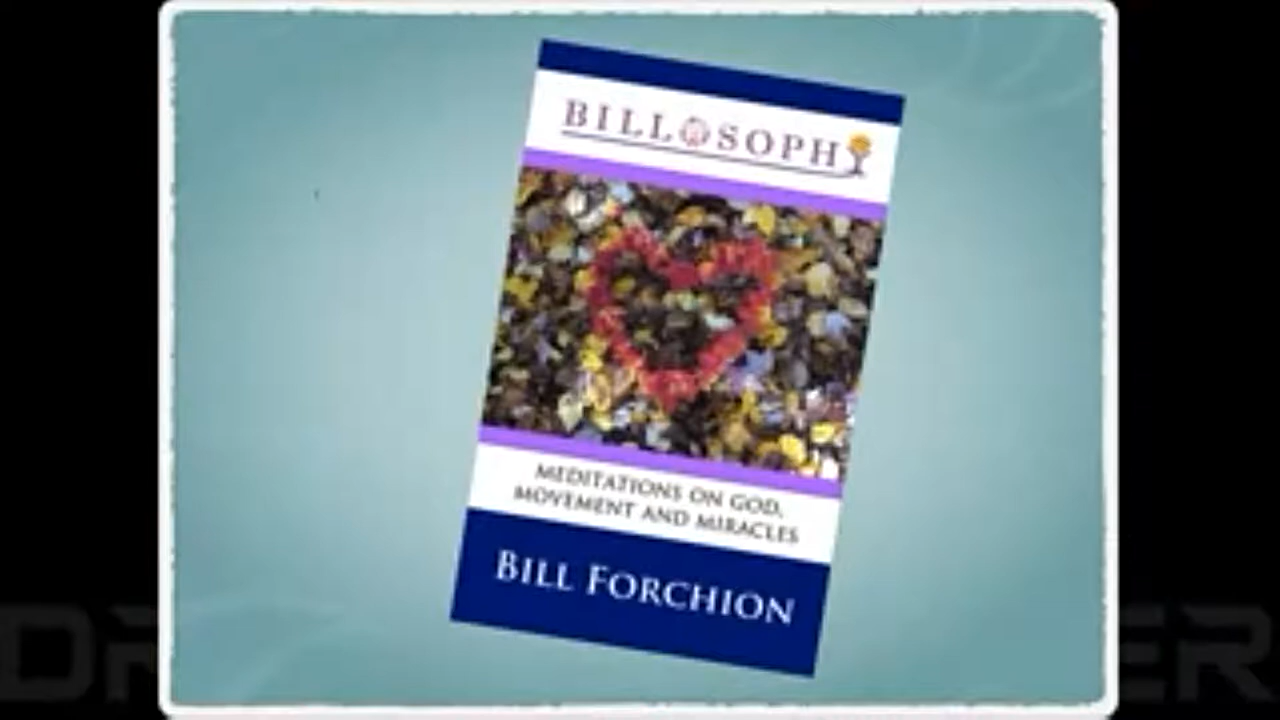 BILLOSOPHY
MEDITATIONS ON GOD,
MOVEMENT AND MIRACLES
BILL FORCHION